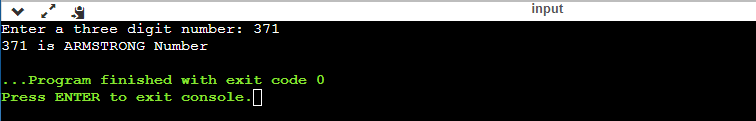 input
Enter a three digit number: 371
371 is ARMSTRONG Number
...Program finished with exit code 0
Press ENTER to exit console.